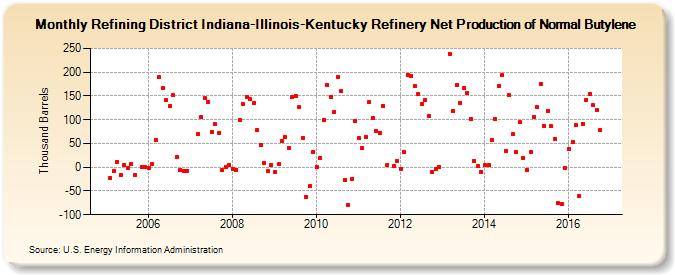 Monthly Refining District Indiana-Illinois-Kentucky Refinery Net Production of Normal Butylene
Thousand Barrels
250
200
150
100
50
0
-50
-100
2006 2008 2010 2012 2014 2016
Source: U.S. Energy Information Administration